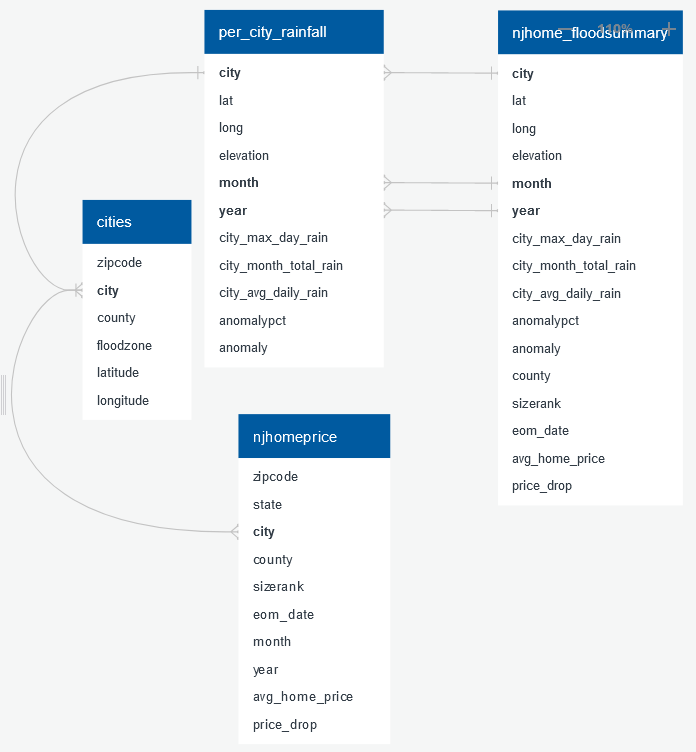 per_city_rainfall
city
lat
long
elevation
month
year
city_max_day_rain
city_month_total_rain
city_avg_daily_rain
anomalypct
anomaly
njhome_floodsummary
110%
city
lat
long
elevation
month
year
city_max_day_rain
city_month_total_rain
city_avg_daily_rain
anomalypct
anomaly
county
sizerank
eom_date
avg_home_price
price_drop
cities
zipcode
city
county
floodzone
latitude
longitude
njhomeprice
zipcode
state
city
county
sizerank
eom_date
month
year
avg_home_price
price_drop